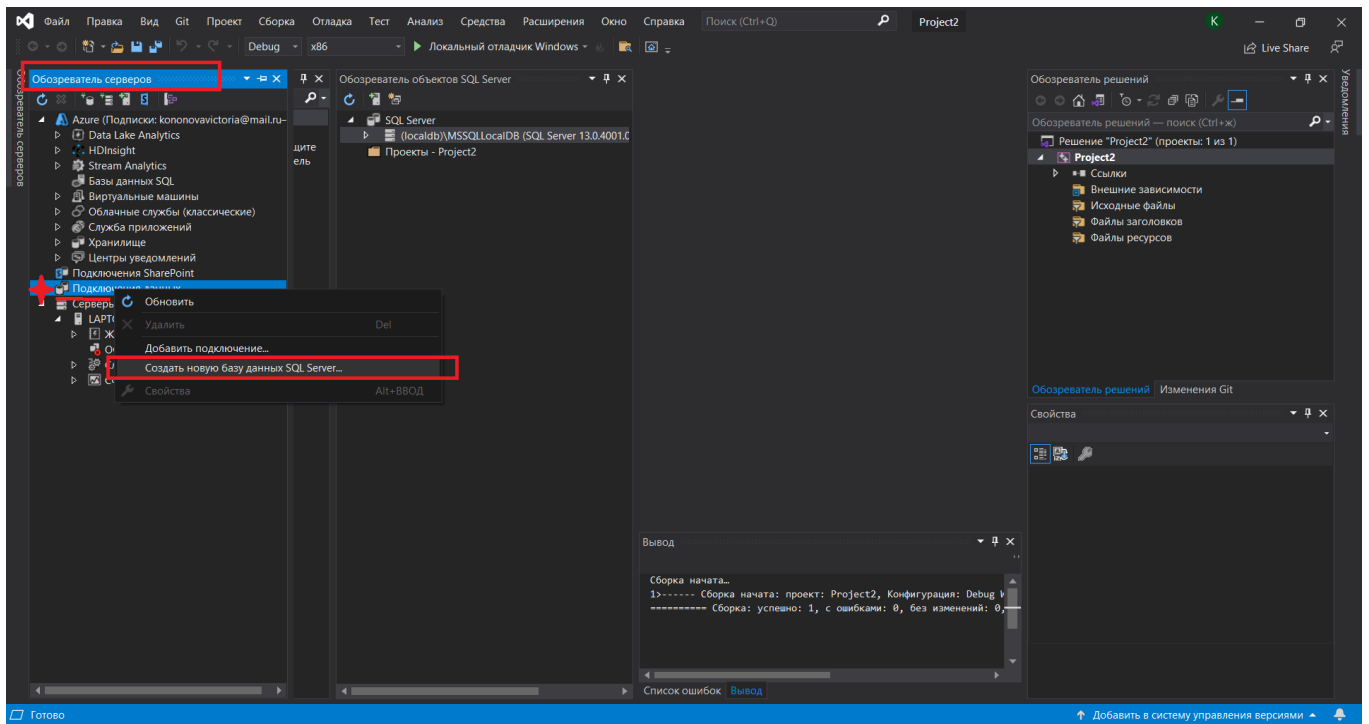 Файл Правка Вид Git Проект Сборка Отладка Тест Анализ Средства Расширения Окно Справка Поиск (Ctrl+Q) Project2 K
Debug x86 Локальный отладчик Windows Live Share
Обозреватель серверов
Обозреватель серверов
Azure (Подписки: kononovavictoria@mail.ru–
Data Lake Analytics
HDInsight
Stream Analytics
Базы данных SQL
Виртуальные машины
Облачные службы (классические)
Служба приложений
Хранилище
Центры уведомлений
Подключения SharePoint
Подключения данных
Серверы
LAPT
Ж
Обновить
Удалить Del
Добавить подключение...
Создать новую базу данных SQL Server...
Свойства Alt+ВВОД
щите
ель
Обозреватель объектов SQL Server
SQL Server
(localdb)\MSSQLLocalDB (SQL Server 13.0.4001.0
Проекты - Project2
Вывод
Сборка начата…
1>------ Сборка начата: проект: Project2, Конфигурация: Debug W
========== Сборка: успешно: 1, с ошибками: 0, без изменений: 0,
Список ошибок Вывод
Обозреватель решений
Обозреватель решений — поиск (Ctrl+ж)
Решение "Project2" (проекты: 1 из 1)
Project2
Ссылки
Внешние зависимости
Исходные файлы
Файлы заголовков
Файлы ресурсов
Обозреватель решений Изменения Git
Свойства
Уведомления
Готово Добавить в систему управления версиями